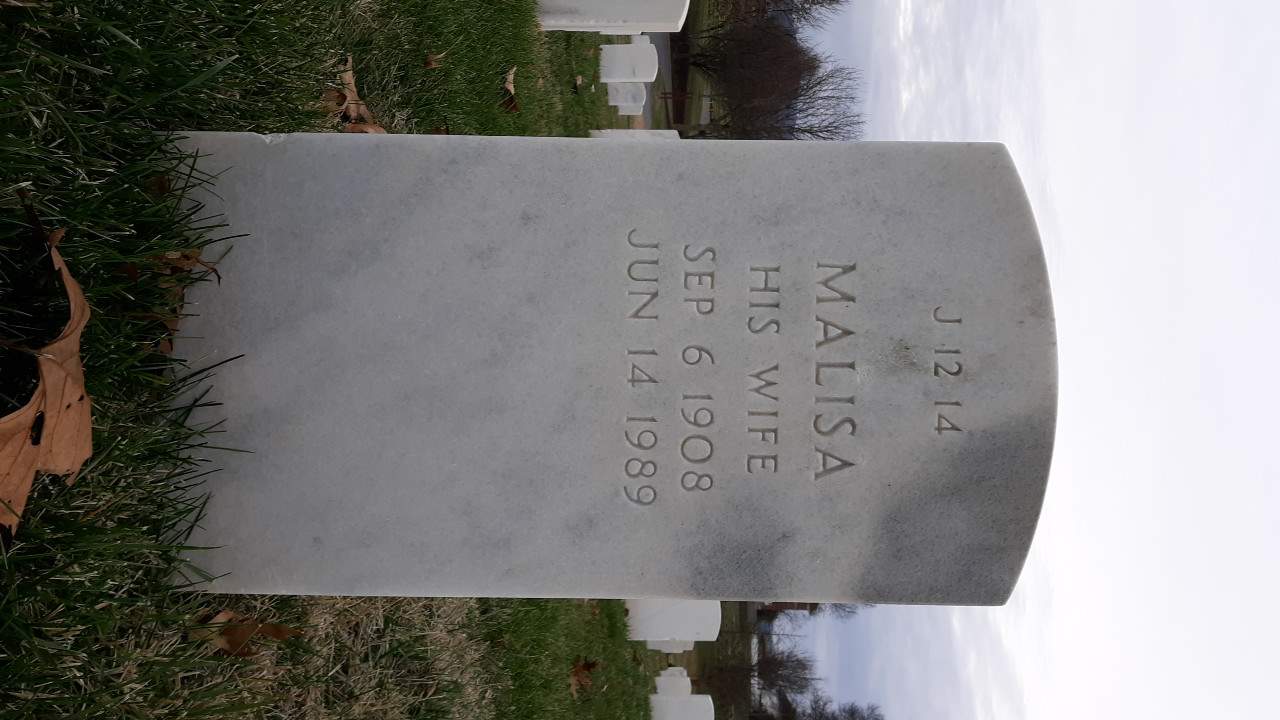 J 12 14
MALISA
HIS WIFE
SEP 6 1908
JUN 14 1989